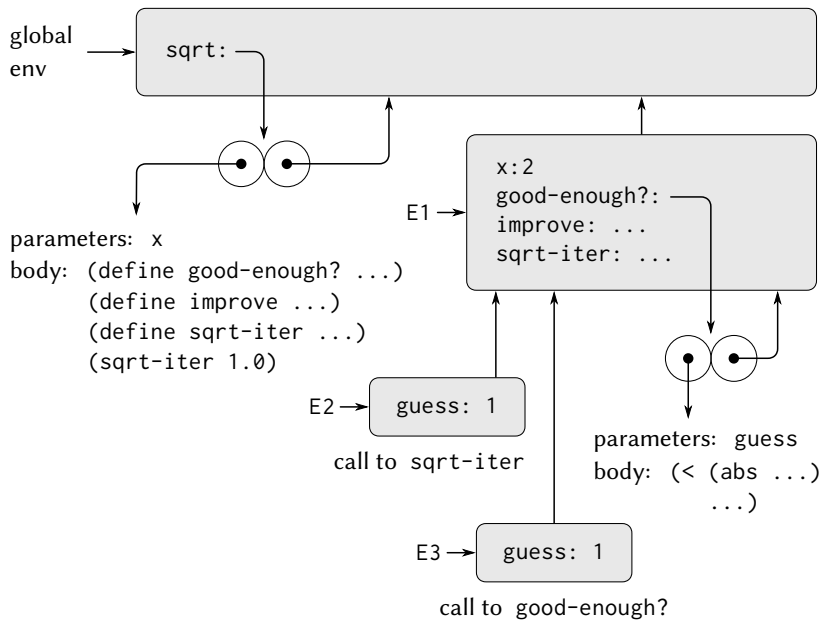 global
env
sqrt:
x:2
good-enough?:
improve: ...
sqrt-iter: ...
E1
parameters: x
body: (define good-enough? ...)
(define improve ...)
(define sqrt-iter ...)
(sqrt-iter 1.0)
E2
guess: 1
call to sqrt-iter
parameters: guess
body: (< (abs ...)
...)
E3
guess: 1
call to good-enough?